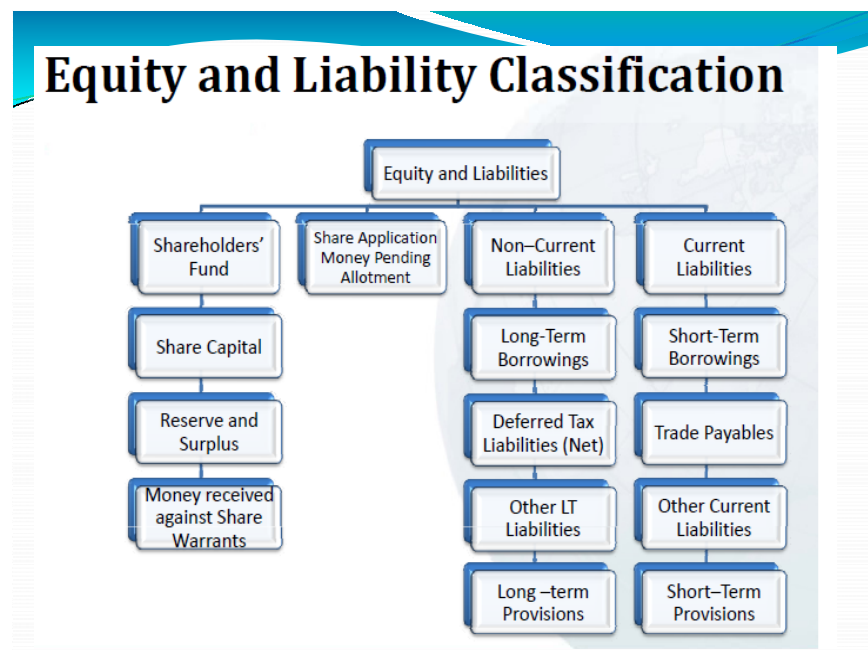 Equity and Liability Classification
Equity and Liabilities
Shareholders’
Fund
Share Application
Money Pending
Allotment
Non–Current
Liabilities
Current
Liabilities
Share Capital
Long-Term
Borrowings
Short-Term
Borrowings
Reserve and
Surplus
Deferred Tax
Liabilities (Net)
Trade Payables
Money received
against Share
Warrants
Other LT
Liabilities
Other Current
Liabilities
Long –term
Provisions
Short–Term
Provisions